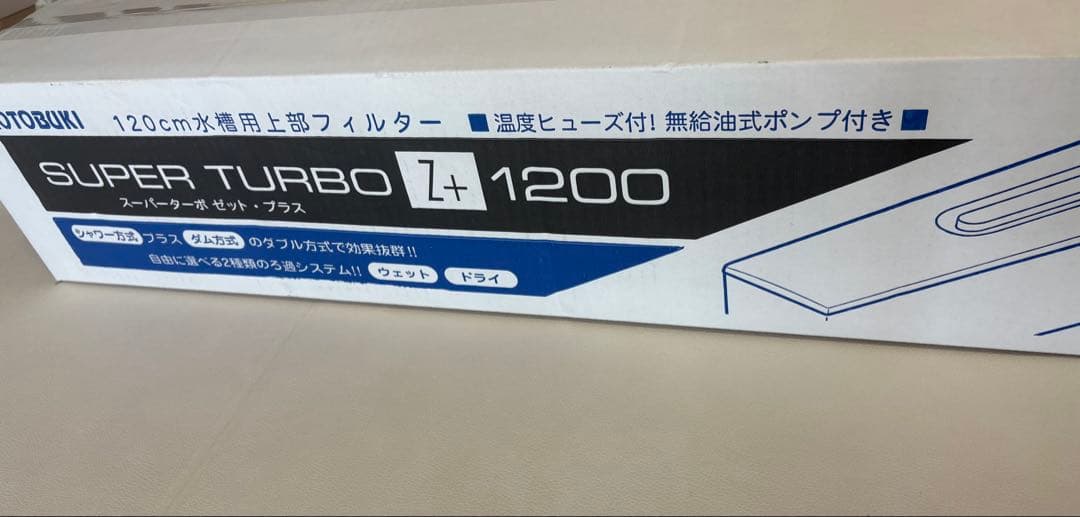 OTOBUKI 120cm水槽用上部フィルター ■温度ヒューズ付! 無給油式ポンプ付き■
SUPER TURBO Z+ 1200
スーパーターボ ゼット・プラス
シャワー方式 プラス ダム方式 のダブル方式で効果抜群!!
自由に選べる2種類のろ過システム!! ウェット ドライ